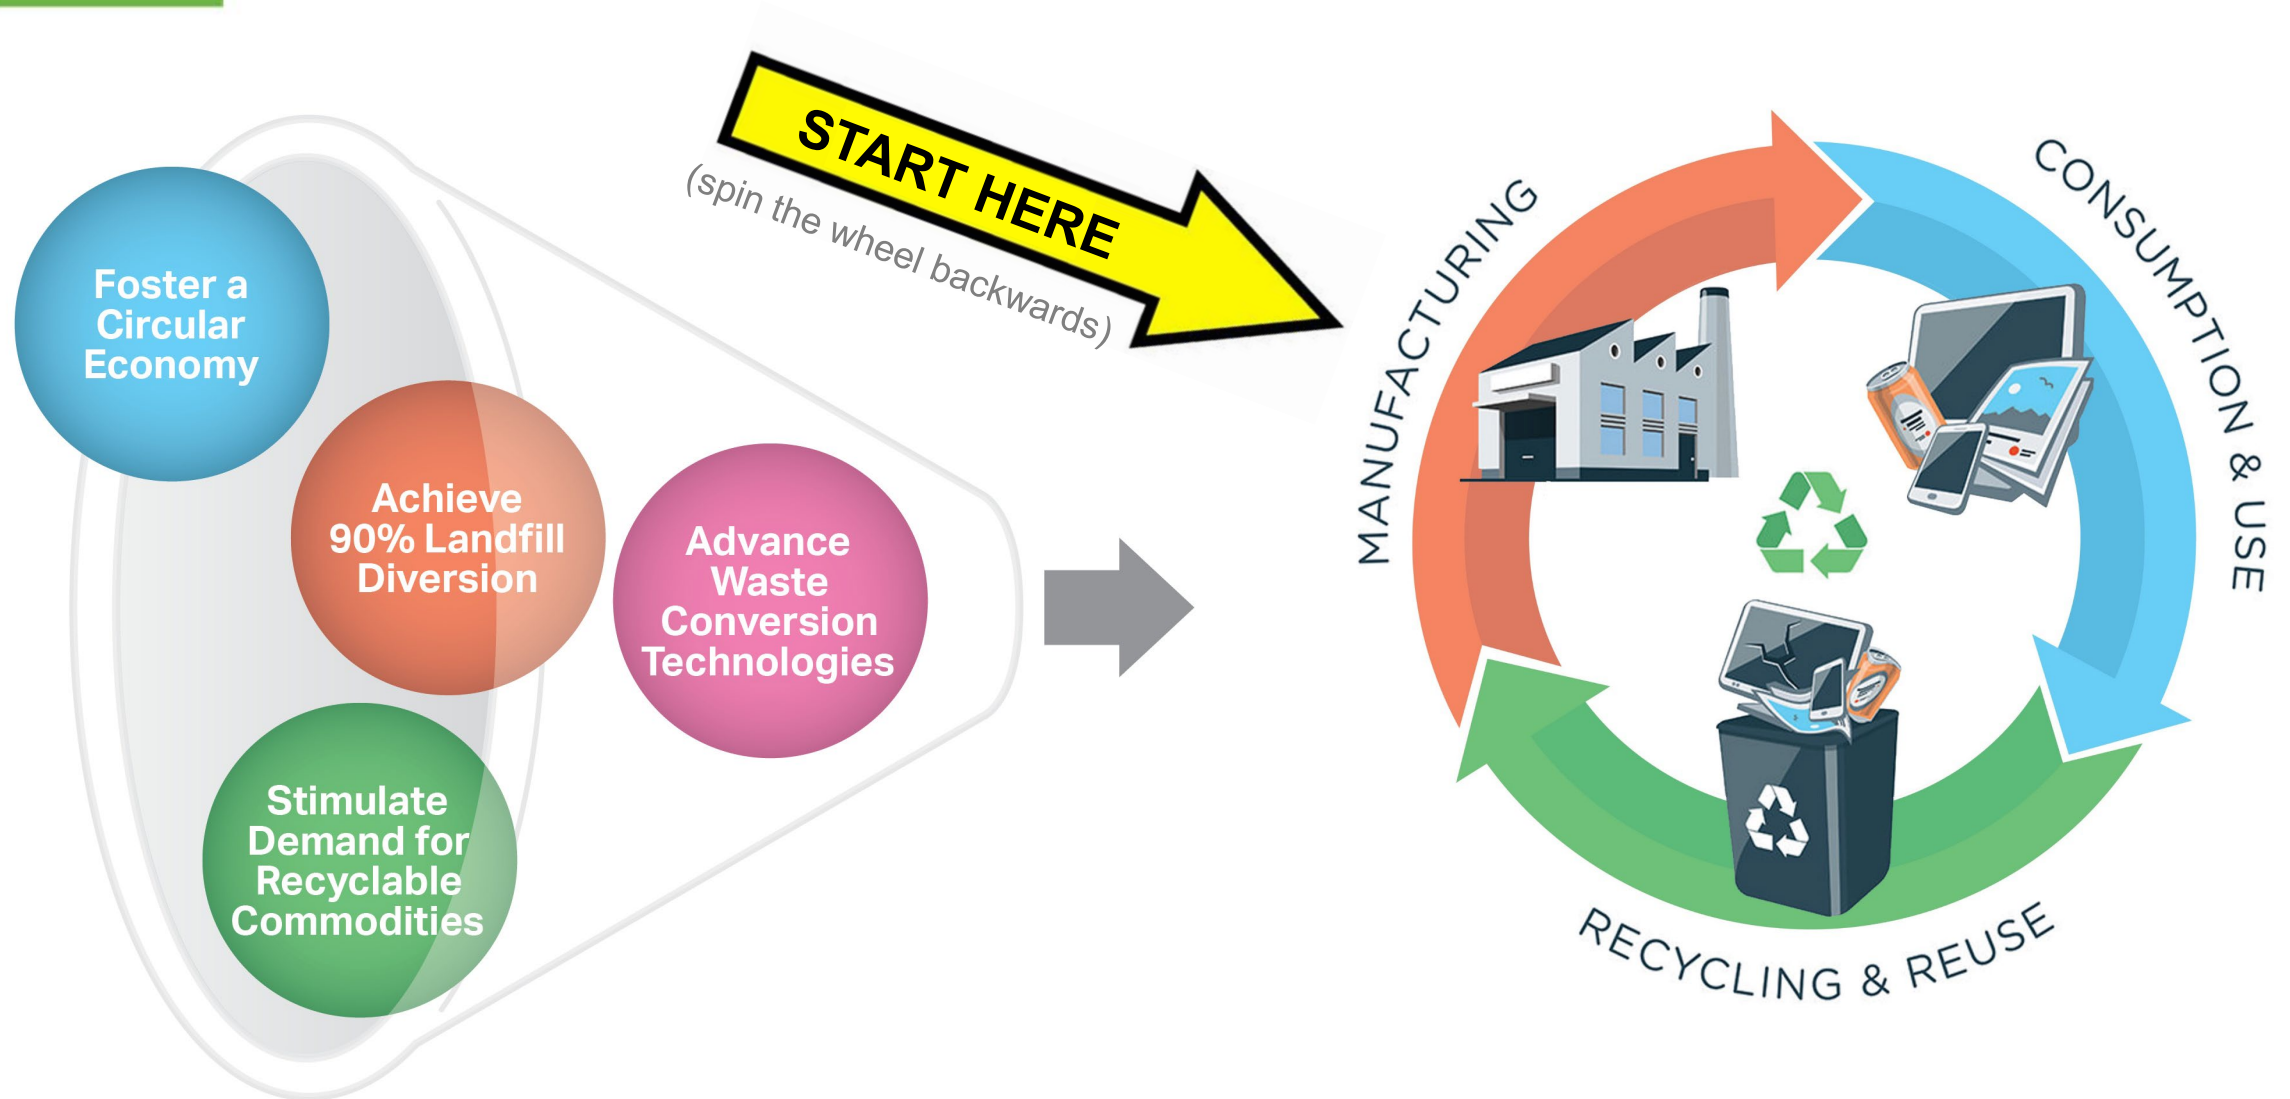 START HERE
(spin the wheel backwards)
Foster a
Circular
Economy
Achieve
90% Landfill
Diversion
Advance
Waste
Conversion
Technologies
Stimulate
Demand for
Recyclable
Commodities
MANUFACTURING
CONSUMPTION & USE
RECYCLING & REUSE